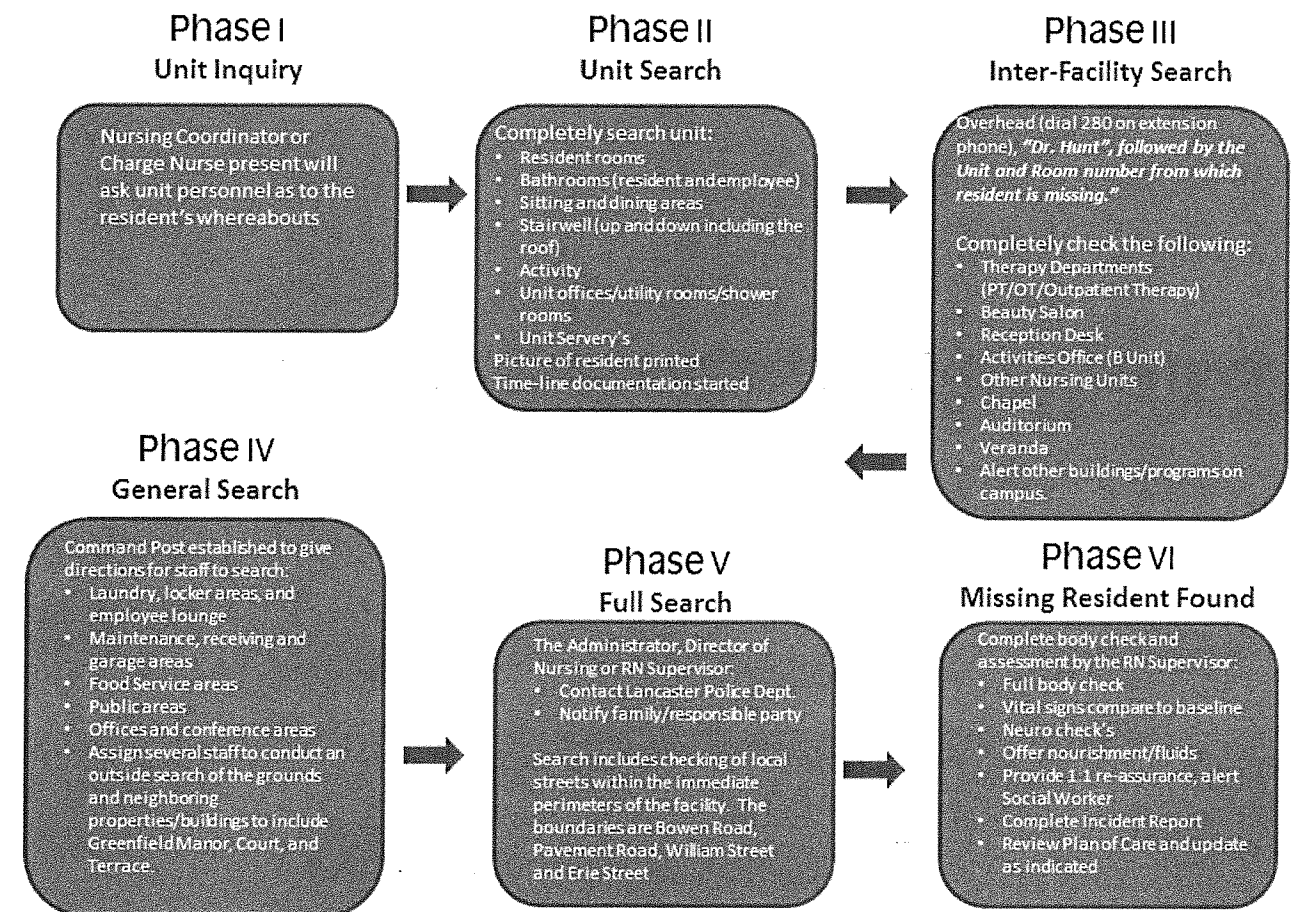 Phase I
Unit Inquiry
Nursing Coordinator or
Charge Nurse present will
ask unit personnel as to the
resident's whereabouts
Phase II
Unit Search
Completely search unit:
• Resident rooms
• Bathrooms (resident and employee)
• Sitting and dining areas
• Stairwell (up and down including the
roof)
• Activity
• Unit offices/utility rooms/shower
rooms
• Unit Servery's
Picture of resident printed
Time-line documentation started
Phase III
Inter-Facility Search
Overhead (dial 280 on extension
phone), "Dr. Hunt", followed by the
Unit and Room number from which
resident is missing."
Completely check the following:
• Therapy Departments
(PT/OT/Outpatient Therapy)
• Beauty Salon
• Reception Desk
• Activities Office (B Unit)
• Other Nursing Units
• Chapel
• Auditorium
• Veranda
• Alert other buildings/programs on
campus.
Phase IV
General Search
Command Post established to give
directions for staff to search:
• Laundry, locker areas, and
employee lounge
• Maintenance, receiving and
garage areas
• Food Service areas
• Public areas
• Offices and conference areas
• Assign several staff to conduct an
outside search of the grounds
and neighboring
properties/buildings to include
Greenfield Manor, Court, and
Terrace.
Phase V
Full Search
The Administrator, Director of
Nursing or RN Supervisor:
• Contact Lancaster Police Dept.
• Notify family/responsible party
Search includes checking of local
streets within the immediate
perimeters of the facility. The
boundaries are Bowen Road,
Pavement Road, William Street
and Erie Street
Phase VI
Missing Resident Found
Complete body check and
assessment by the RN Supervisor:
• Full body check
• Vital signs compare to baseline
• Neuro check's
• Offer nourishment/fluids
• Provide 1:1 re-assurance, alert
Social Worker
• Complete Incident Report
• Review Plan of Care and update
as indicated